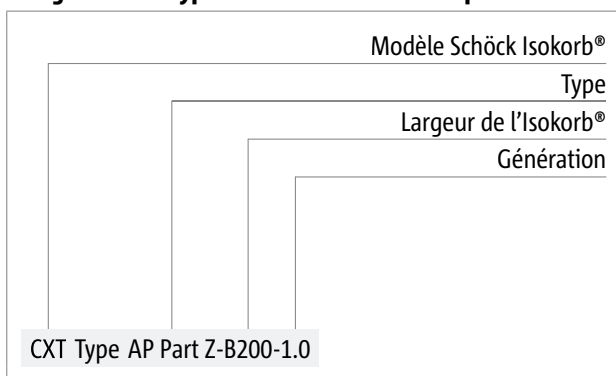 Modèle Schöck Isokorb®
Type
Largeur de l'Isokorb®
Génération
CXT Type AP Part Z-B200-1.0